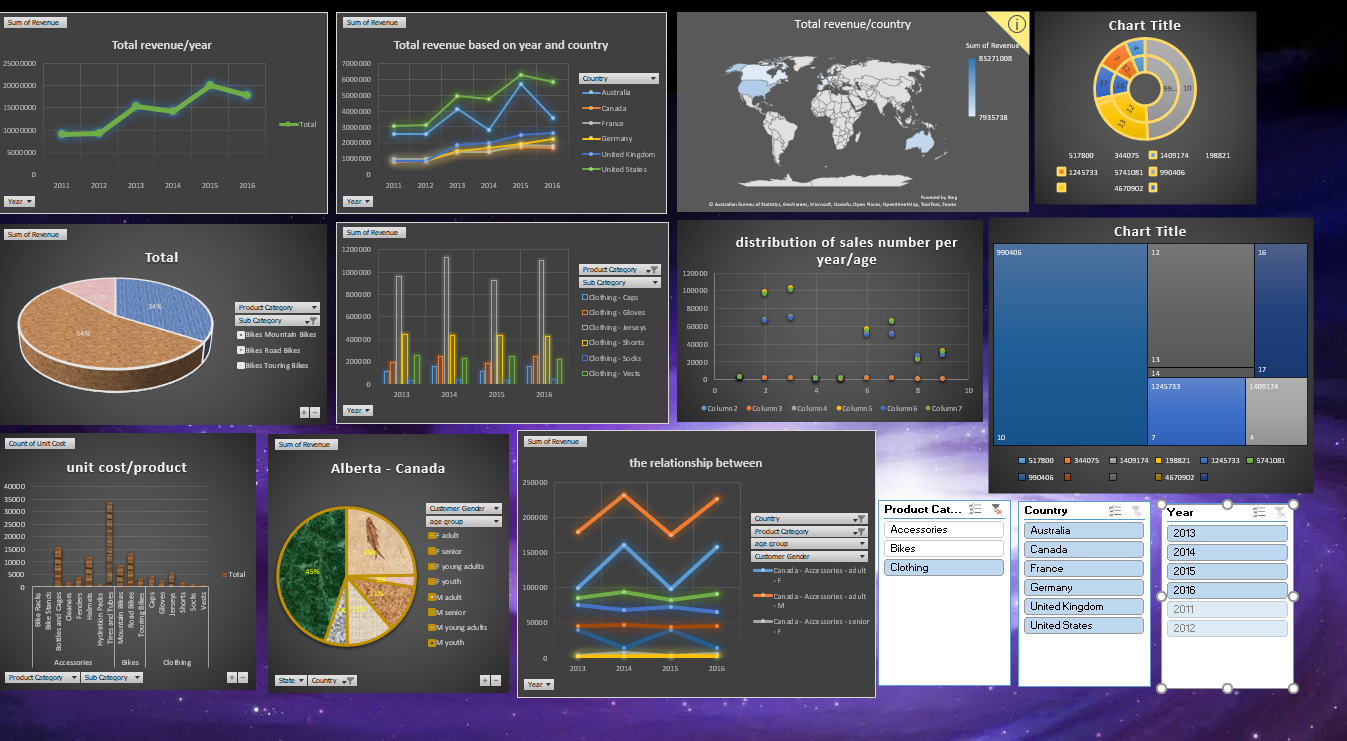 Sum of Revenue
Total revenue/year
25000000
20000000
15000000
10000000
5000000
0
2011 2012 2013 2014 2015 2016
Total
Year
Sum of Revenue
Total revenue based on year and country
7000000
6000000
5000000
4000000
3000000
2000000
1000000
0
2011 2012 2013 2014 2015 2016
Country
Australia
Canada
France
Germany
United Kingdom
United States
Year
Total revenue/country
Sum of Revenue
85271008
7935738
Powered by Bing
© Australian Bureau of Statistics, GeoNames, Microsoft, Navinfo, Open Places, OpenStreetMap, TomTom, Zenrin
Chart Title
99...
10
12
13
517800 344075 1409174 198821
1245733 5741081 990406
4670902
Sum of Revenue
Total
34%
54%
Product Category
Sub Category
Bikes Mountain Bikes
Bikes Road Bikes
Bikes Touring Bikes
Sum of Revenue
1200000
1000000
800000
600000
400000
200000
0
2013 2014 2015 2016
Product Category
Sub Category
Clothing - Caps
Clothing - Gloves
Clothing - Jerseys
Clothing - Shorts
Clothing - Socks
Clothing - Vests
Year
distribution of sales number per
year/age
120000
100000
80000
60000
40000
20000
0
0 2 4 6 8 10
Column2 Column3 Column4 Column5 Column6 Column7
Chart Title
990406
12
16
13
14
17
1245733
1409174
10
7
4
517800 344075 1409174 198821 1245733 5741081
990406 4670902
Count of Unit Cost
unit cost/product
40000
35000
30000
25000
20000
15000
10000
5000
Total
Bike Racks
Bike Stands
Bottles and Cages
Cleaners
Fenders
Helmets
Hydration Packs
Tires and Tubes
Mountain Bikes
Road Bikes
Touring Bikes
Caps
Gloves
Jerseys
Shorts
Socks
Vests
Accessories Bikes Clothing
Product Category Sub Category
Sum of Revenue
Alberta - Canada
45%
Customer Gender
age group
F adult
F senior
F young adults
F youth
M adult
M senior
M young adults
M youth
State Country
Sum of Revenue
the relationship between
250000
200000
150000
100000
50000
0
2013 2014 2015 2016
Country
Product Category
age group
Customer Gender
Canada - Accessories - adult
- F
Canada - Accessories - adult
- M
Canada - Accessories - senior
- F
Year
Product Cat...
Accessories
Bikes
Clothing
Country
Australia
Canada
France
Germany
United Kingdom
United States
Year
2013
2014
2015
2016
2011
2012